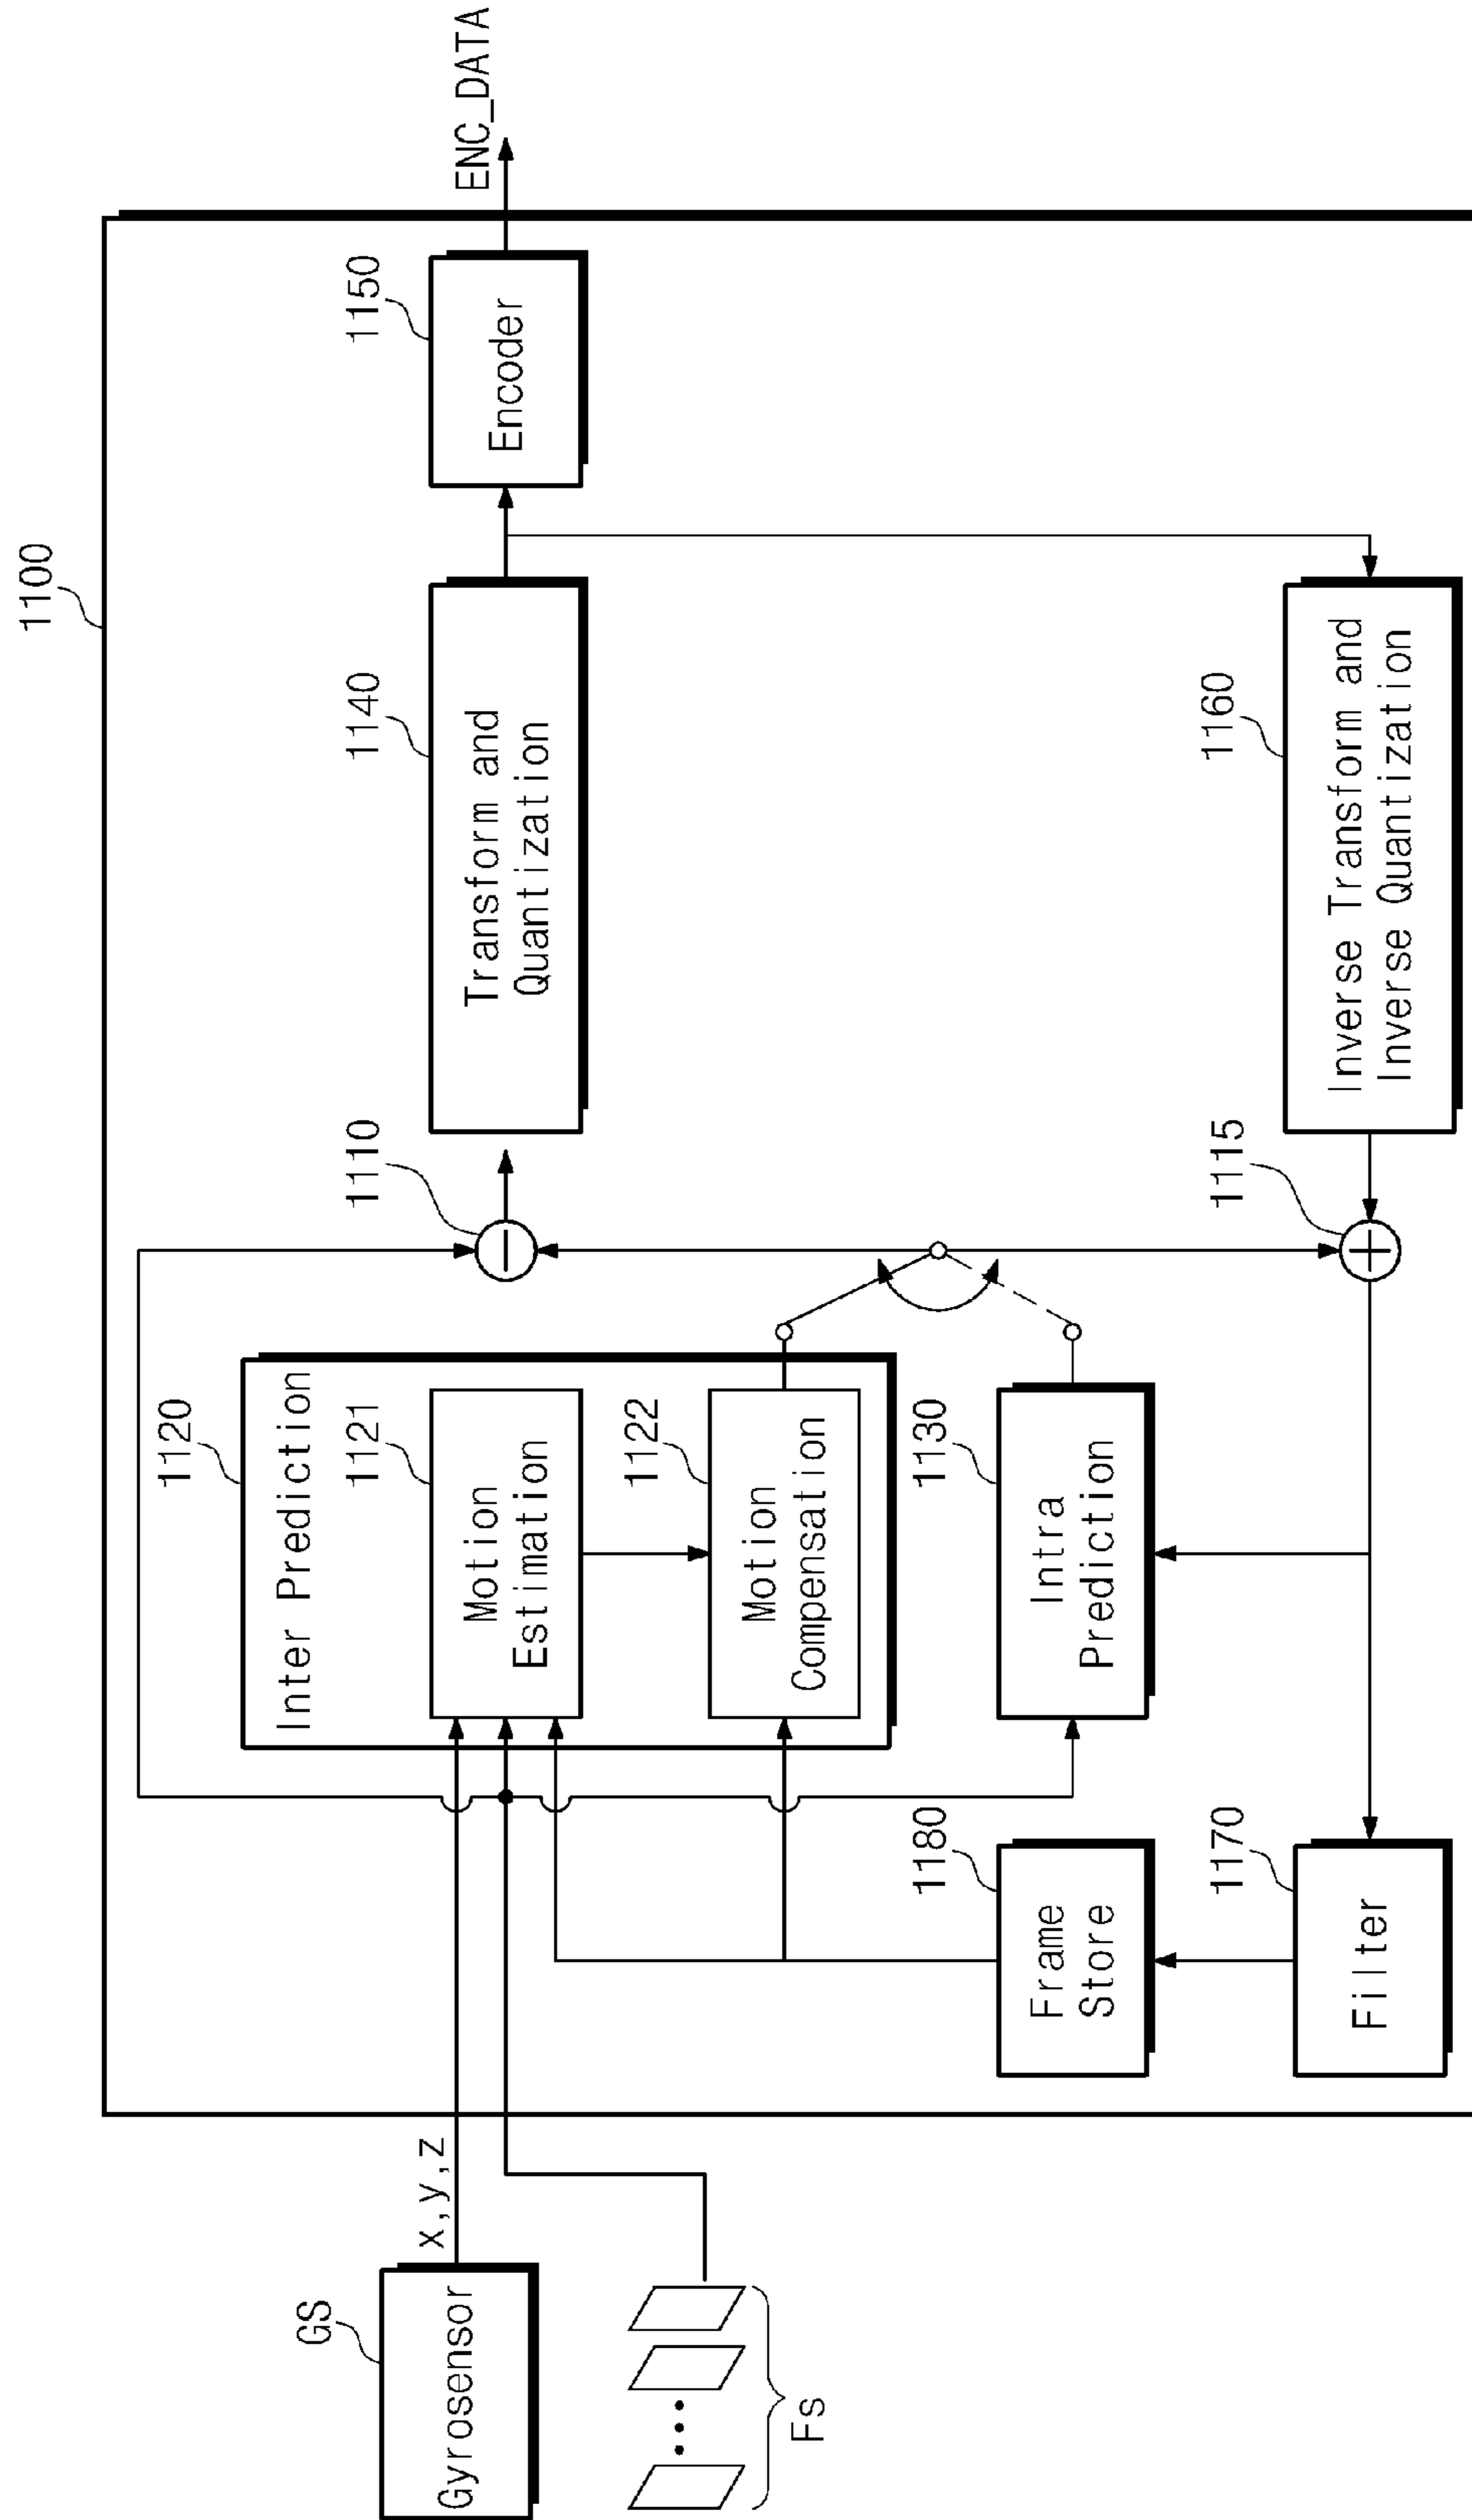 1100
GS
Gyrosensor
x,y,z
Fs
1120
Inter Prediction
1121
Motion
Estimation
1122
Motion
Compensation
1130
Intra
Prediction
1180
Frame
Store
1170
Filter
1110
1140
Transform and
Quantization
1150
Encoder
ENC_DATA
1115
1160
Inverse Transform and
Inverse Quantization